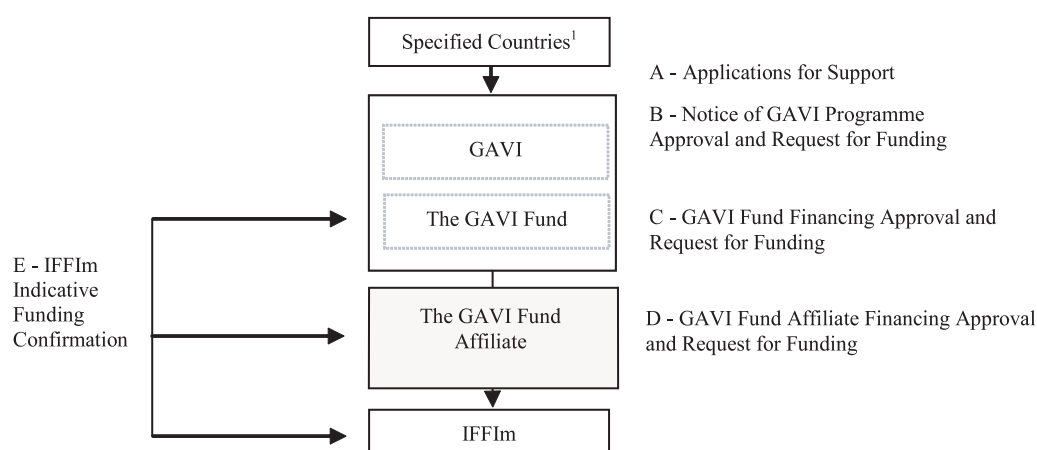 Specified Countries¹
A - Applications for Support
B - Notice of GAVI Programme
Approval and Request for Funding
GAVI
The GAVI Fund
C - GAVI Fund Financing Approval and
Request for Funding
E - IFFIm
Indicative
Funding
Confirmation
The GAVI Fund
Affiliate
D - GAVI Fund Affiliate Financing Approval
and Request for Funding
IFFIm